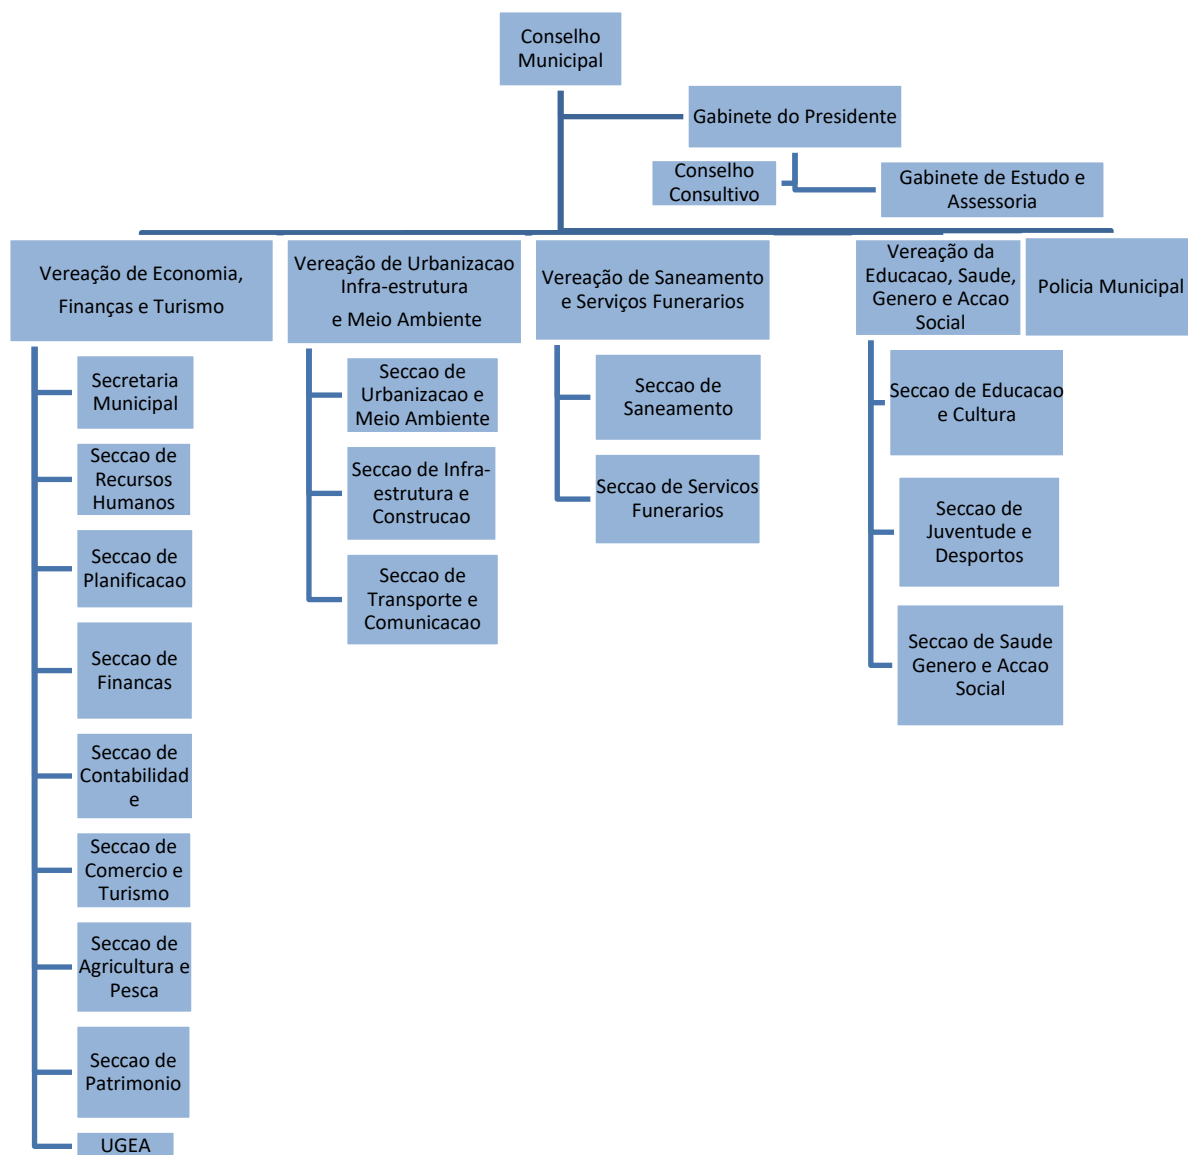 Conselho
Municipal
Gabinete do Presidente
Conselho
Consultivo
Gabinete de Estudo e
Assessoria
Vereação de Economia,
Finanças e Turismo
Vereação de Urbanizacao
Infra-estrutura
e Meio Ambiente
Vereação de Saneamento
e Serviços Funerarios
Vereação da
Educacao, Saude,
Genero e Accao
Social
Policia Municipal
Secretaria
Municipal
Seccao de
Recursos
Humanos
Seccao de
Planificacao
Seccao de
Financas
Seccao de
Contabilidad
e
Seccao de
Comercio e
Turismo
Seccao de
Agricultura e
Pesca
Seccao de
Patrimonio
UGEA
Seccao de
Urbanizacao e
Meio Ambiente
Seccao de Infra-
estrutura e
Construcao
Seccao de
Transporte e
Comunicacao
Seccao de
Saneamento
Seccao de Servicos
Funerarios
Seccao de Educacao
e Cultura
Seccao de
Juventude e
Desportos
Seccao de Saude
Genero e Accao
Social